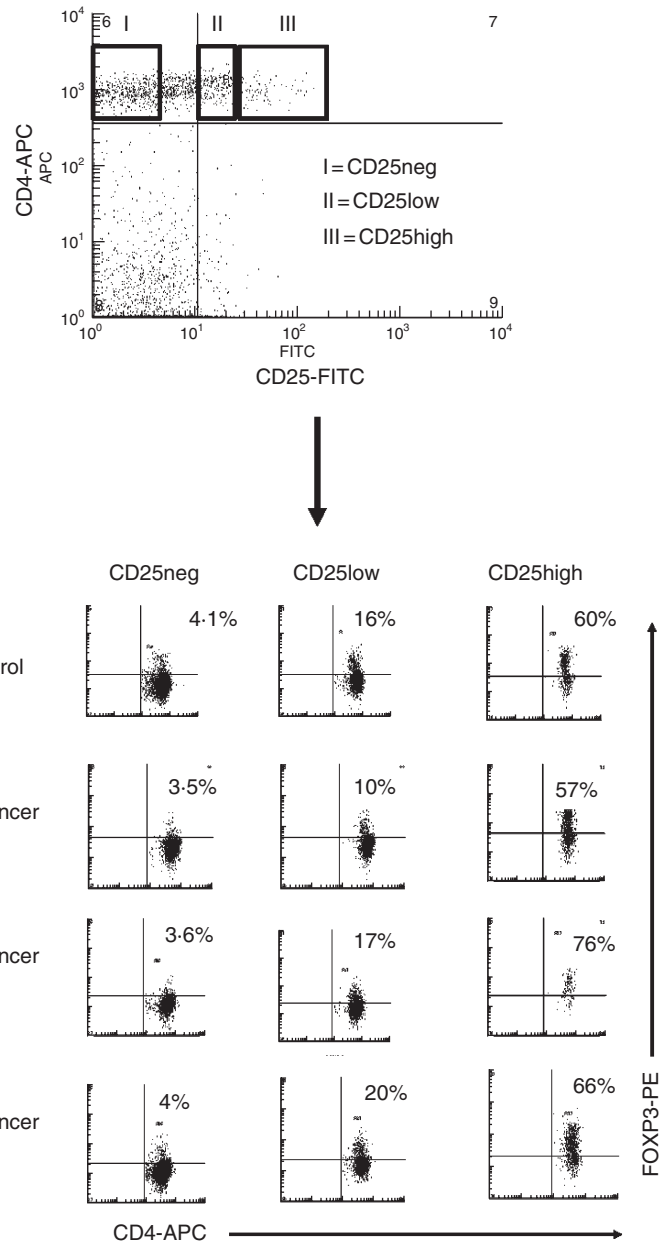 10⁴
6 I II III 7
10³
CD4-APC
APC
10²
I = CD25neg
II = CD25low
III = CD25high
10¹
10⁰
8 9
10⁰ 10¹ 10² 10³ 10⁴
FITC
CD25-FITC
CD25neg CD25low CD25high
rol 4·1% 16% 60%
ncer 3·5% 10% 57%
ncer 3·6% 17% 76%
ncer 4% 20% 66%
FOXP3-PE
CD4-APC